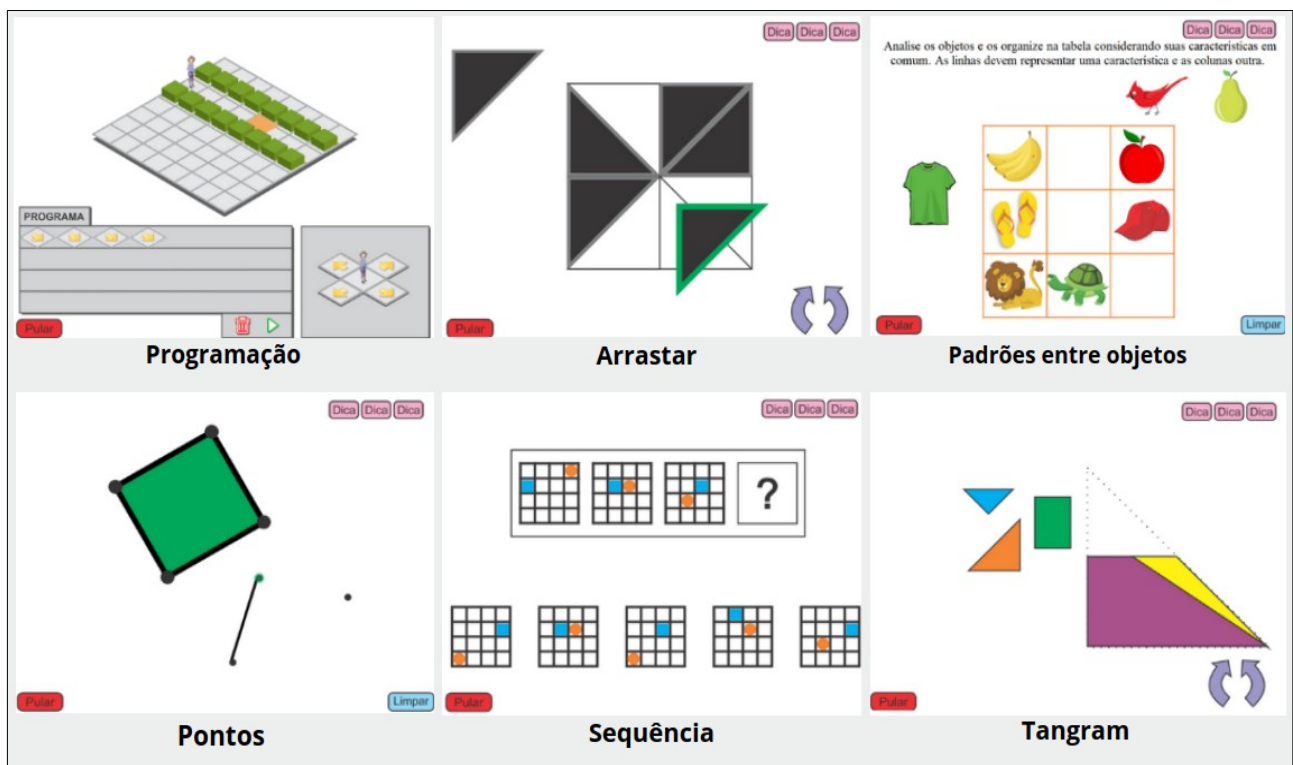 PROGRAMA
Pular
Programação
Dica Dica Dica
Pular
Arrastar
Dica Dica Dica
Analise os objetos e os organize na tabela considerando suas características em
comum. As linhas devem representar uma característica e as colunas outra.
Pular
Limpar
Padrões entre objetos
Dica Dica Dica
Pular
Limpar
Pontos
Dica Dica Dica
?
Pular
Sequência
Dica Dica Dica
Pular
Tangram